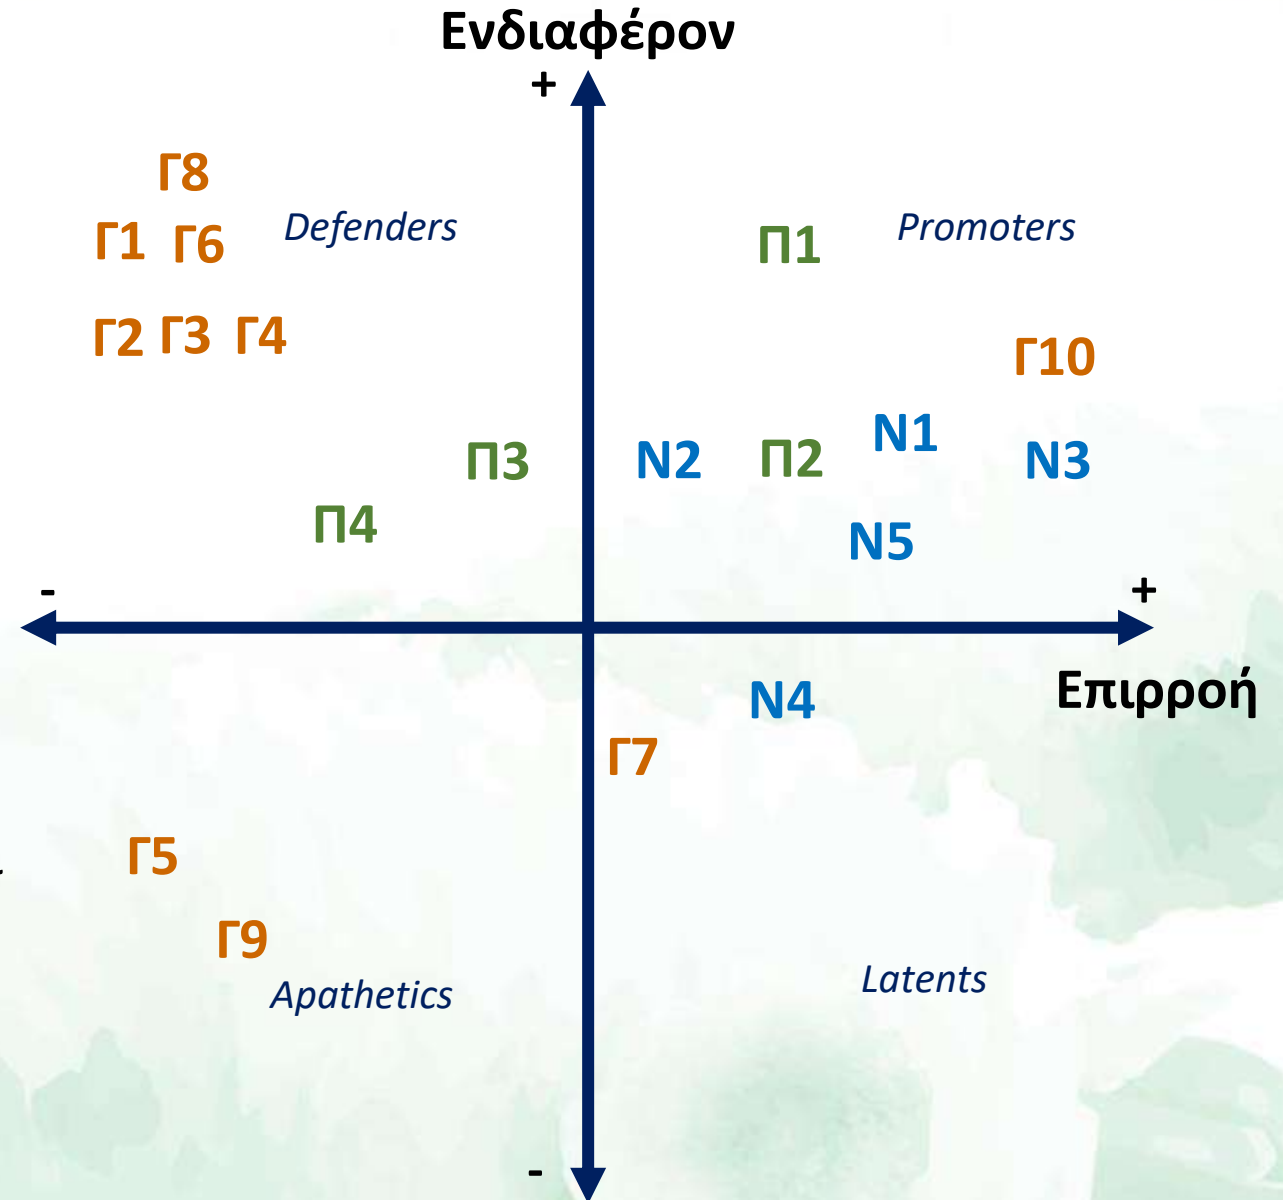 Ενδιαφέρον
+
Γ8
Γ1 Γ6 Defenders Π1 Promoters
Γ2 Γ3 Γ4 Γ10
Π3 Ν2 Π2 Ν1 Ν3
Π4 Ν5
- +
Επιρροή
Ν4
Γ7
Γ5
Γ9
Apathetics Latents
-